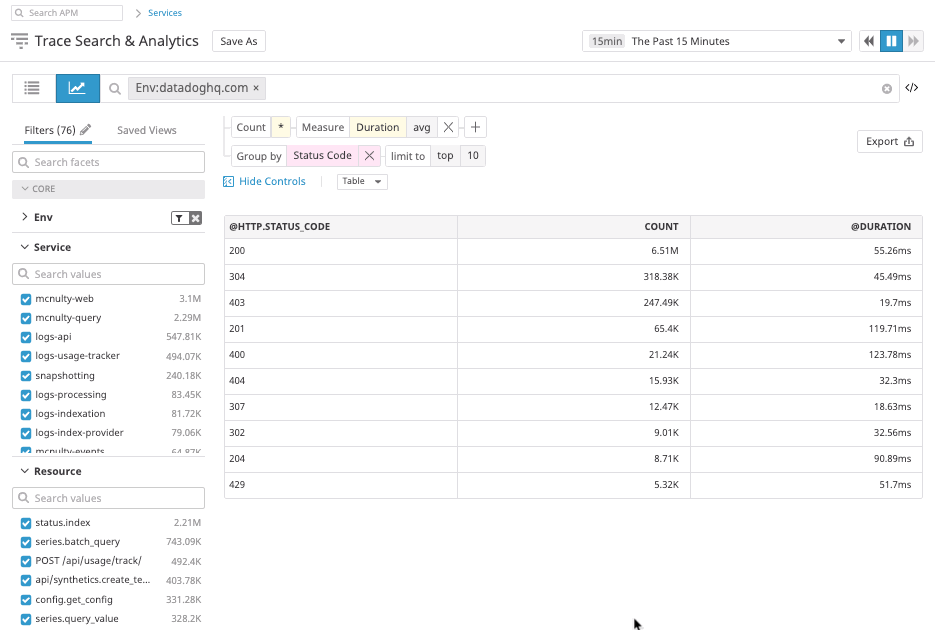 Search APM
Services
Trace Search & Analytics
Save As
15min The Past 15 Minutes
Env:datadoghq.com ×
</>
Filters (76)
Saved Views
Count * Measure Duration avg
Export
Search facets
Group by Status Code limit to top 10
CORE
Hide Controls
Table
Env
Service
Search values
mcnulty-web 3.1M
mcnulty-query 2.29M
logs-api 547.81K
logs-usage-tracker 494.07K
snapshotting 240.18K
logs-processing 83.45K
logs-indexation 81.72K
logs-index-provider 79.06K
mcnulty-events 64.87K
Resource
Search values
status.index 2.21M
series.batch_query 743.09K
POST /api/usage/track/ 492.4K
api/synthetics.create_te... 403.78K
config.get_config 331.28K
series.query_value 328.2K
@HTTP.STATUS_CODE COUNT @DURATION
200 6.51M 55.26ms
304 318.38K 45.49ms
403 247.49K 19.7ms
201 65.4K 119.71ms
400 21.24K 123.78ms
404 15.93K 32.3ms
307 12.47K 18.63ms
302 9.01K 32.56ms
204 8.71K 90.89ms
429 5.32K 51.7ms